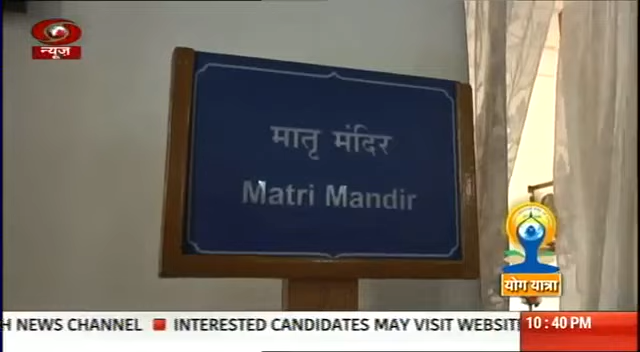 न्यूज़
मातृ मंदिर
Matri Mandir
योग यात्रा
H NEWS CHANNEL ■ INTERESTED CANDIDATES MAY VISIT WEBSIT
10:40 PM